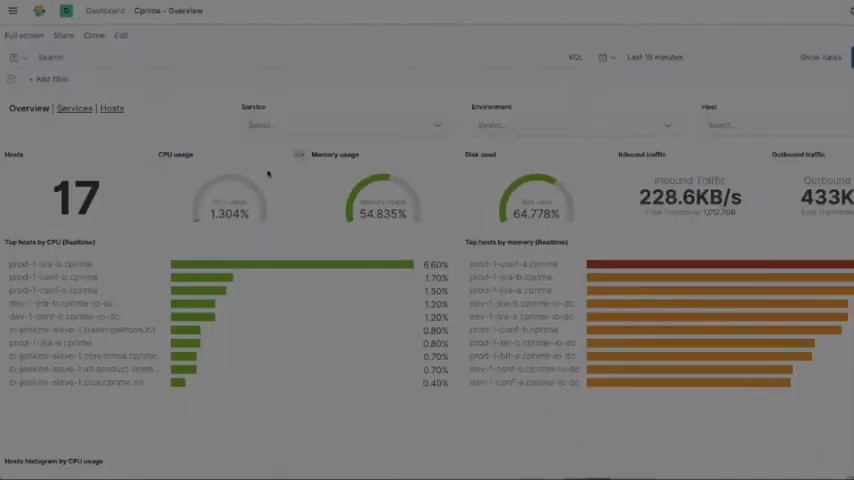 D Dashboard Cprime - Overview
Full screen Share Clone Edit
Search KQL Last 15 minutes Show dates
+ Add filter
Overview | Services | Hosts
Service Environment Host
Select... Select... Select...
Hosts CPU usage Memory usage Disk used Inbound traffic Outbound traffic
17
CPU Usage
1.304%
Memory Usage
54.835%
Disk used
64.778%
Inbound Traffic
228.6KB/s
Total Transferred 1,012.7GB
Outbound
433K
Total Transferre
Top hosts by CPU (Realtime)
prod-1-jira-b.cprime 6.60%
prod-1-conf-b.cprime 1.70%
prod-1-conf-a.cprime 1.50%
dev-1-jira-b.cprime-io-dc 1.20%
dev-1-conf-b.cprime-io-dc 1.20%
ci-jenkins-slave-1.trainingdemos.int 0.80%
prod-1-jira-a.cprime 0.80%
ci-jenkins-slave-1.core.cmaa.cprime. 0.70%
ci-jenkins-slave-1.aft.product-team... 0.70%
ci-jenkins-slave-1.plus.cprime.int 0.40%
Top hosts by memory (Realtime)
prod-1-conf-a.cprime
prod-1-jira-b.cprime
prod-1-jira-a.cprime
dev-1-jira-b.cprime-io-dc
dev-1-jira-a.cprime-io-dc
prod-1-conf-b.cprime
prod-1-bit-b.cprime-io-dc
prod-1-bit-a.cprime-io-dc
dev-1-conf-b.cprime-io-dc
dev-1-conf-a.cprime-io-dc
Hosts histogram by CPU usage